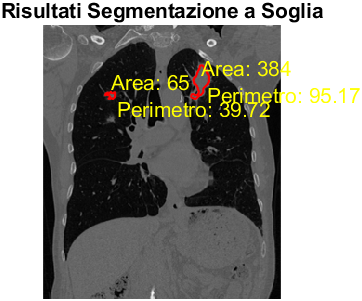 Risultati Segmentazione a Soglia
Area: 384
Area: 65
Perimetro: 95.17
Perimetro: 39.72